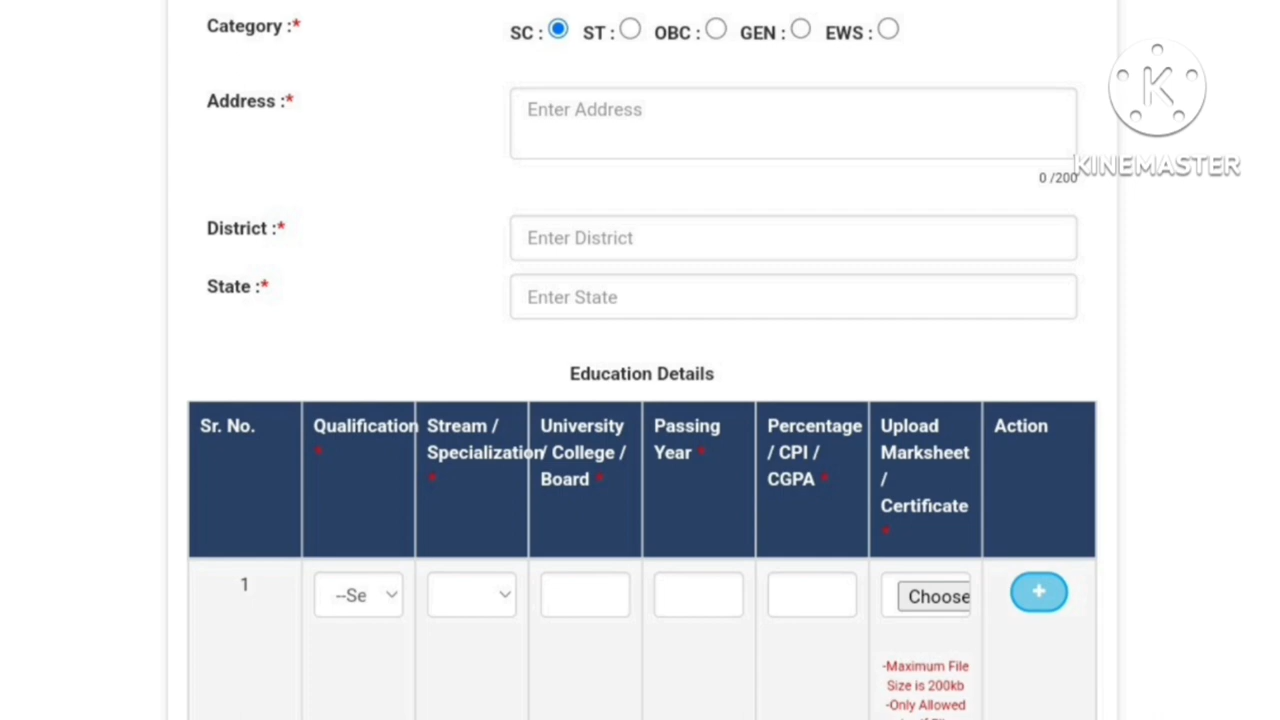 Category :*
SC : ST : OBC : GEN : EWS :
K
KINEMASTER
Address :*
Enter Address
0 /200
District :*
Enter District
State :*
Enter State
Education Details
Sr. No.
Qualification
*
Stream /
Specialization
*
University
/ College /
Board *
Passing
Year *
Percentage
/ CPI /
CGPA *
Upload
Marksheet
/
Certificate
*
Action
1
--Se
Choose
+
-Maximum File
Size is 200kb
-Only Allowed